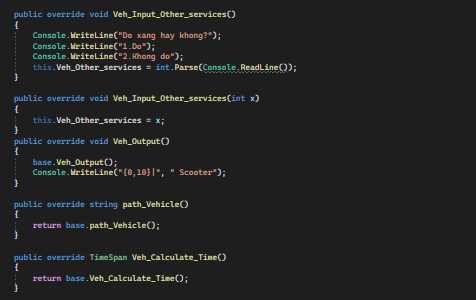 public override void Veh_Input_Other_services()
{
Console.WriteLine("Do xang hay khong?");
Console.WriteLine("1.Do");
Console.WriteLine("2.Khong do");
this.Veh_Other_services = int.Parse(Console.ReadLine());
}
public override void Veh_Input_Other_services(int x)
{
this.Veh_Other_services = x;
}
public override void Veh_Output()
{
base.Veh_Output();
Console.WriteLine("{0,10}|", " Scooter");
}
public override string path_Vehicle()
{
return base.path_Vehicle();
}
public override TimeSpan Veh_Calculate_Time()
{
return base.Veh_Calculate_Time();
}